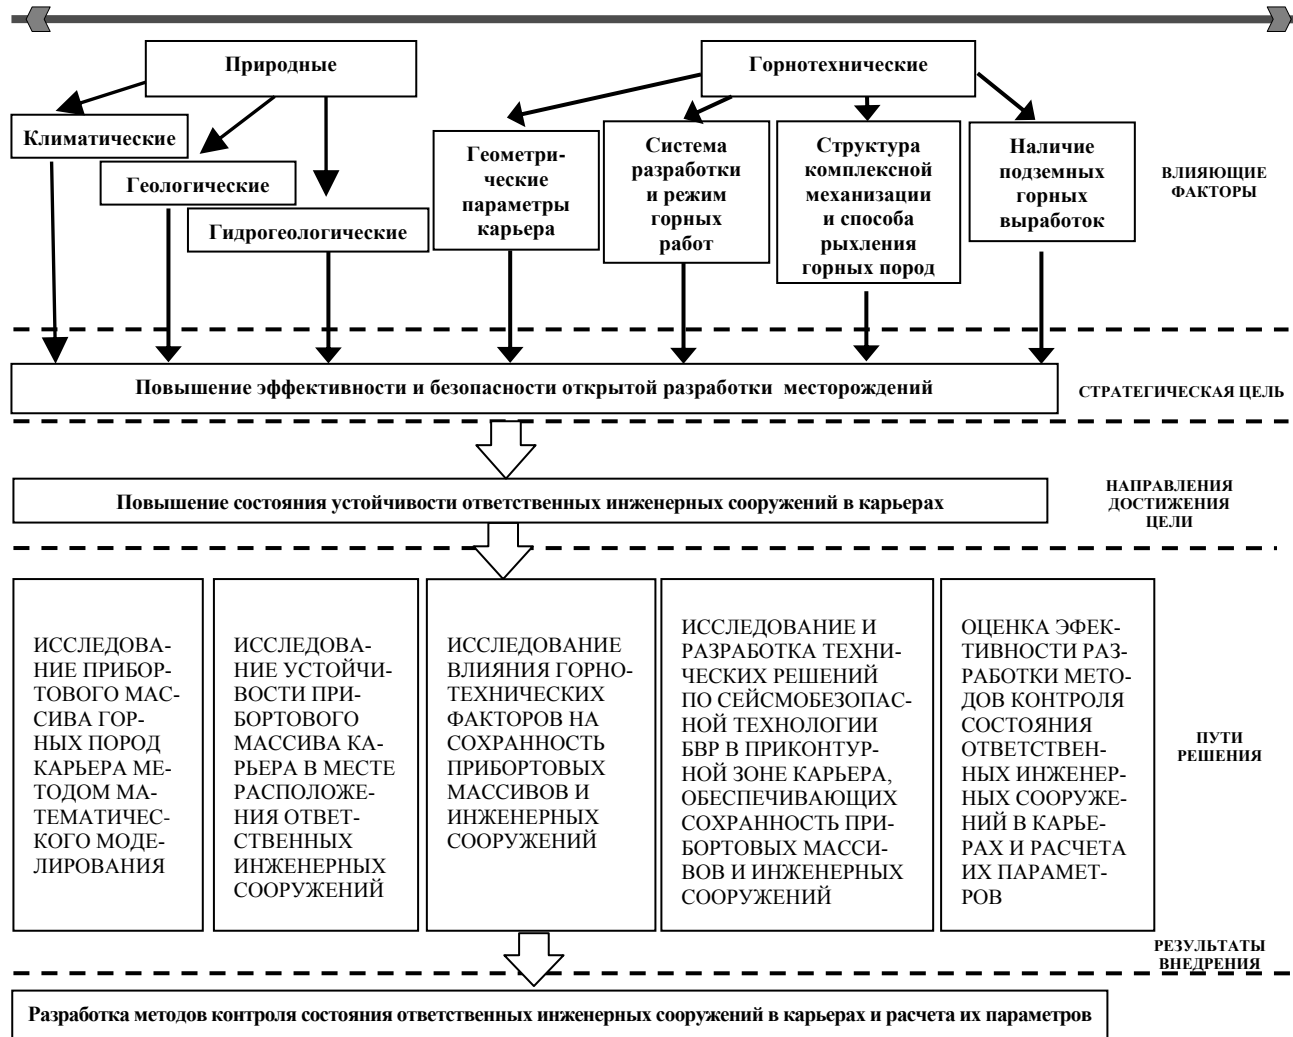 Природные
Горнотехнические
Климатические
Геологические
Гидрогеологические
Геометри-
ческие
параметры
карьера
Система
разработки
и режим
горных
работ
Структура
комплексной
механизации
и способа
рыхления
горных пород
Наличие
подземных
горных
выработок
ВЛИЯЮЩИЕ
ФАКТОРЫ
Повышение эффективности и безопасности открытой разработки месторождений
СТРАТЕГИЧЕСКАЯ ЦЕЛЬ
Повышение состояния устойчивости ответственных инженерных сооружений в карьерах
НАПРАВЛЕНИЯ
ДОСТИЖЕНИЯ
ЦЕЛИ
ИССЛЕДОВА-
НИЕ ПРИБОР-
ТОВОГО МАС-
СИВА ГОР-
НЫХ ПОРОД
КАРЬЕРА МЕ-
ТОДОМ МА-
ТЕМАТИЧЕС-
КОГО МОДЕ-
ЛИРОВАНИЯ
ИССЛЕДОВА-
НИЕ УСТОЙЧИ-
ВОСТИ ПРИ-
БОРТОВОГО
МАССИВА КА-
РЬЕРА В МЕСТЕ
РАСПОЛОЖЕ-
НИЯ ОТВЕТ-
СТВЕННЫХ
ИНЖЕНЕРНЫХ
СООРУЖЕНИЙ
ИССЛЕДОВАНИЕ
ВЛИЯНИЯ ГОРНО-
ТЕХНИЧЕСКИХ
ФАКТОРОВ НА
СОХРАННОСТЬ
ПРИБОРТОВЫХ
МАССИВОВ И
ИНЖЕНЕРНЫХ
СООРУЖЕНИЙ
ИССЛЕДОВАНИЕ И
РАЗРАБОТКА ТЕХНИ-
ЧЕСКИХ РЕШЕНИЙ
ПО СЕЙСМОБЕЗОПАС-
НОЙ ТЕХНОЛОГИИ
БВР В ПРИКОНТУР-
НОЙ ЗОНЕ КАРЬЕРА,
ОБЕСПЕЧИВАЮЩИХ
СОХРАННОСТЬ ПРИ-
БОРТОВЫХ МАССИ-
ВОВ И ИНЖЕНЕРНЫХ
СООРУЖЕНИЙ
ОЦЕНКА ЭФЕК-
ТИВНОСТИ РАЗ-
РАБОТКИ МЕТО-
ДОВ КОНТРОЛЯ
СОСТОЯНИЯ
ОТВЕТСТВЕН-
НЫХ ИНЖЕНЕР-
НЫХ СООРУЖЕ-
НИЙ В КАРЬЕ-
РАХ И РАСЧЕТА
ИХ ПАРАМЕТ-
РОВ
ПУТИ
РЕШЕНИЯ
РЕЗУЛЬТАТЫ
ВНЕДРЕНИЯ
Разработка методов контроля состояния ответственных инженерных сооружений в карьерах и расчета их параметров